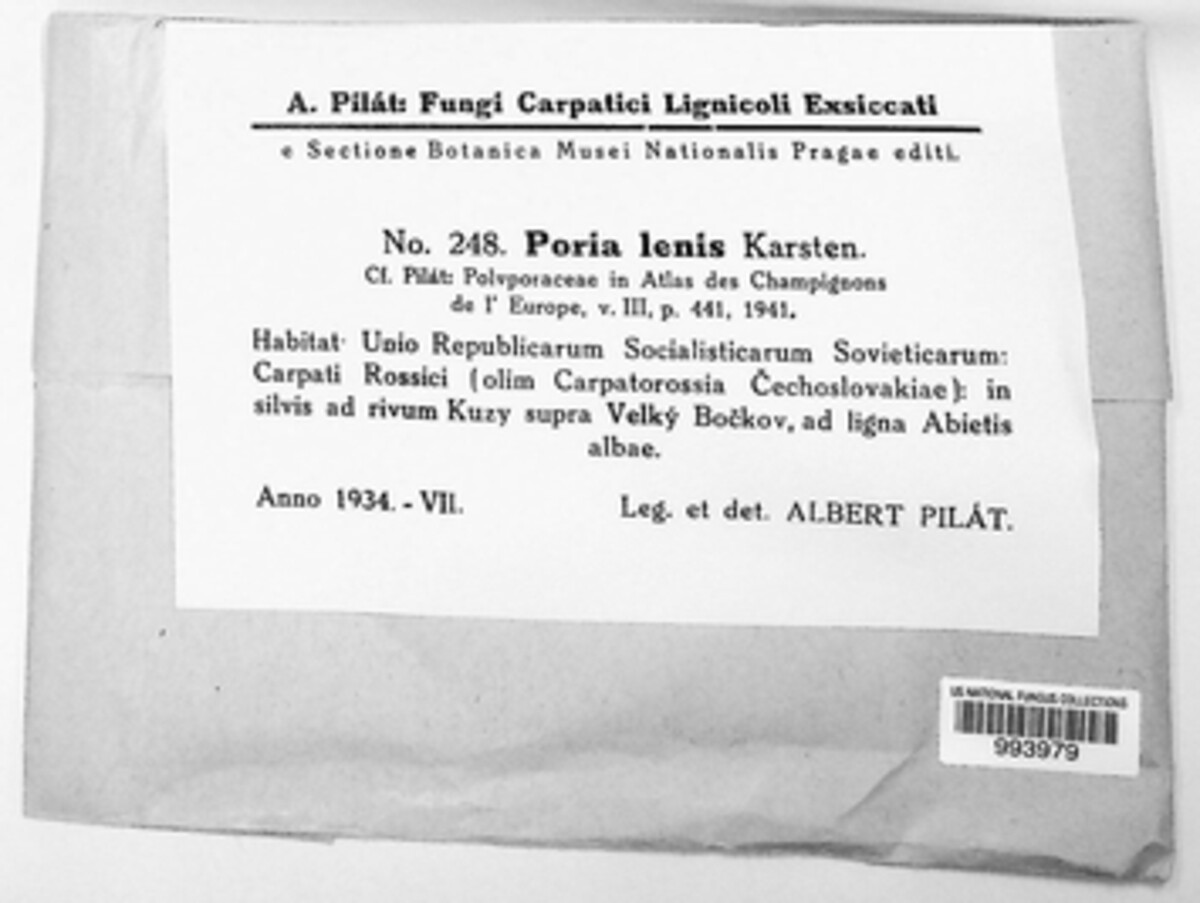 A. Pilát: Fungi Carpatici Lignicoli Exsiccati
e Sectione Botanica Musei Nationalis Pragae editi.
No. 248. Poria lenis Karsten.
Cf. Pilát: Polyporaceae in Atlas des Champignons
de l' Europe, v. III, p. 441, 1941.
Habitat: Unio Republicarum Socialisticarum Sovieticarum:
Carpati Rossici (olim Carpatorossia Čechoslovakiae): in
silvis ad rivum Kuzy supra Velký Bočkov, ad ligna Abietis
albae.
Anno 1934. - VII.
Leg. et det. ALBERT PILÁT.
US NATIONAL FUNGUS COLLECTIONS
993979